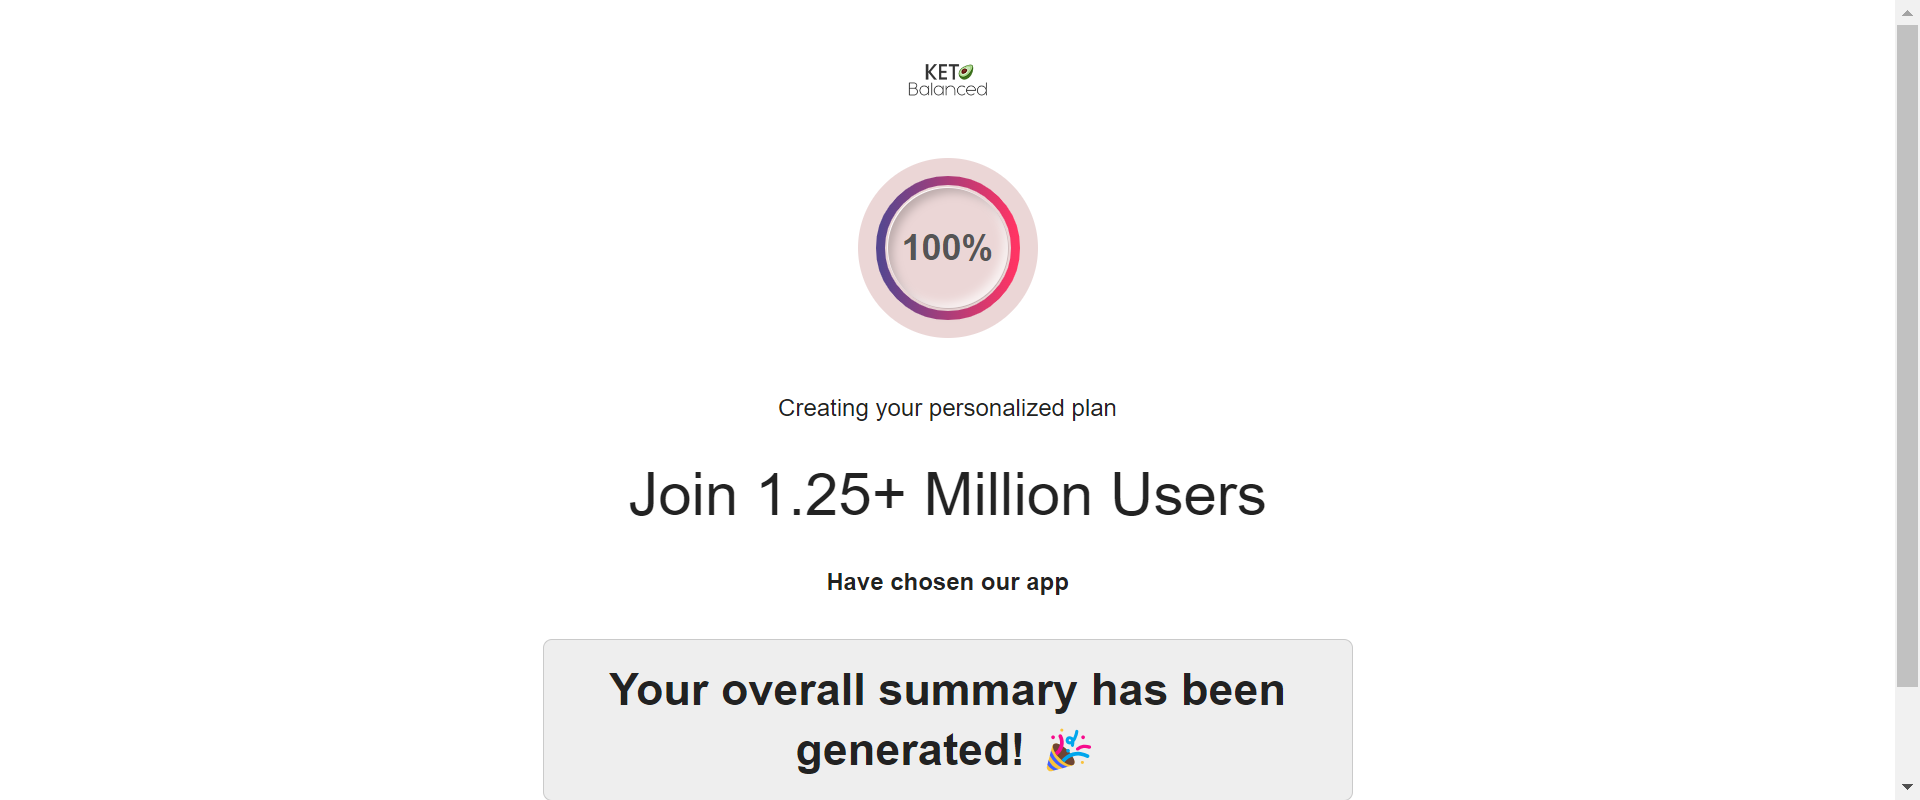 KETO
Balanced
100%
Creating your personalized plan
Join 1.25+ Million Users
Have chosen our app
Your overall summary has been
generated! 🎉